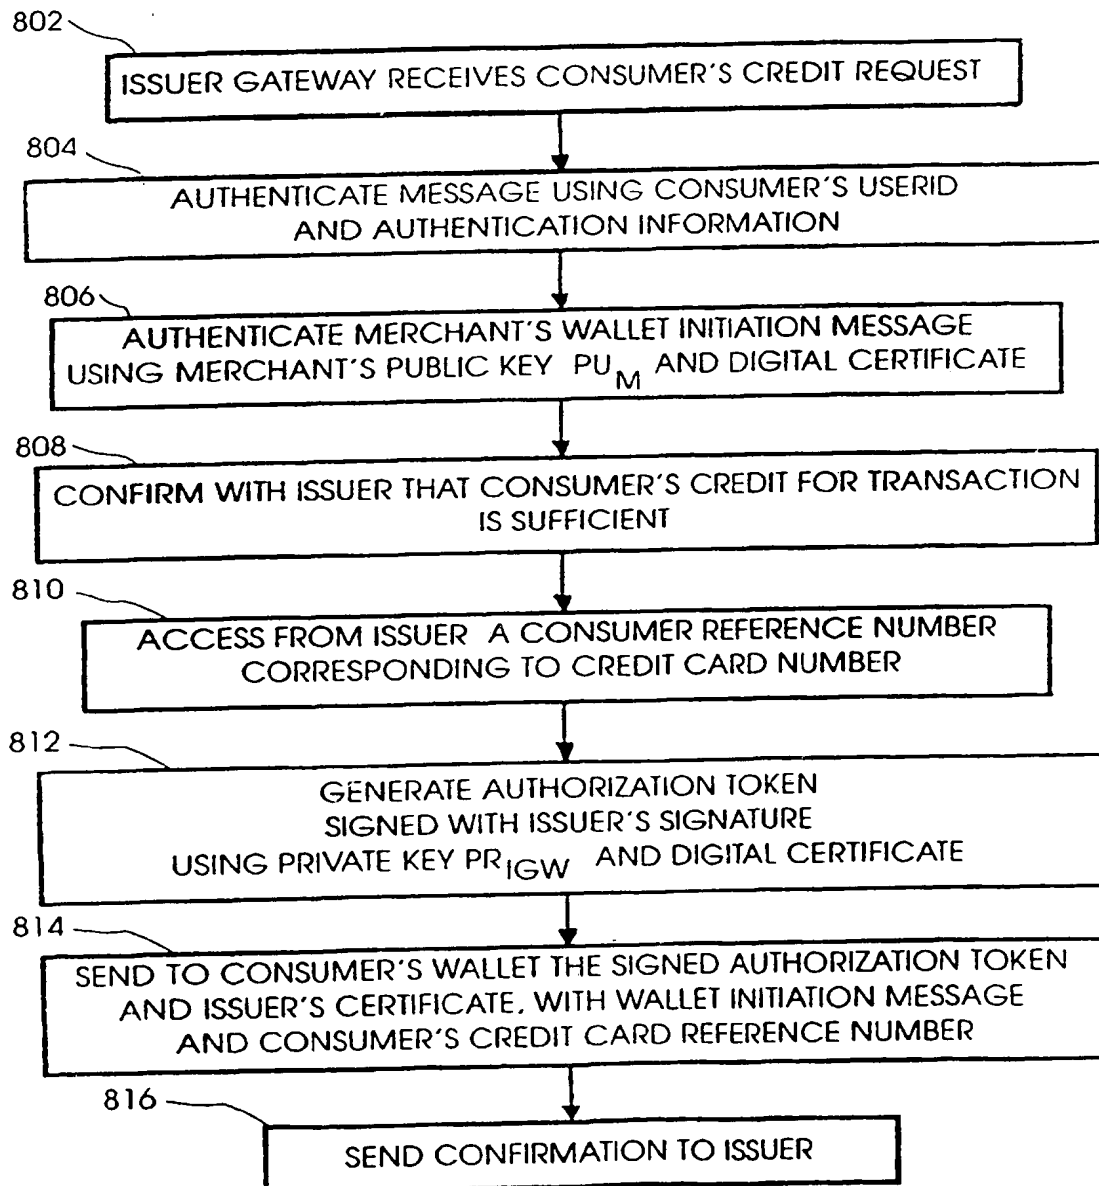 802
ISSUER GATEWAY RECEIVES CONSUMER'S CREDIT REQUEST
804
AUTHENTICATE MESSAGE USING CONSUMER'S USERID
AND AUTHENTICATION INFORMATION
806
AUTHENTICATE MERCHANT'S WALLET INITIATION MESSAGE
USING MERCHANT'S PUBLIC KEY PU_M AND DIGITAL CERTIFICATE
808
CONFIRM WITH ISSUER THAT CONSUMER'S CREDIT FOR TRANSACTION
IS SUFFICIENT
810
ACCESS FROM ISSUER A CONSUMER REFERENCE NUMBER
CORRESPONDING TO CREDIT CARD NUMBER
812
GENERATE AUTHORIZATION TOKEN
SIGNED WITH ISSUER'S SIGNATURE
USING PRIVATE KEY PR_IGW AND DIGITAL CERTIFICATE
814
SEND TO CONSUMER'S WALLET THE SIGNED AUTHORIZATION TOKEN
AND ISSUER'S CERTIFICATE, WITH WALLET INITIATION MESSAGE
AND CONSUMER'S CREDIT CARD REFERENCE NUMBER
816
SEND CONFIRMATION TO ISSUER